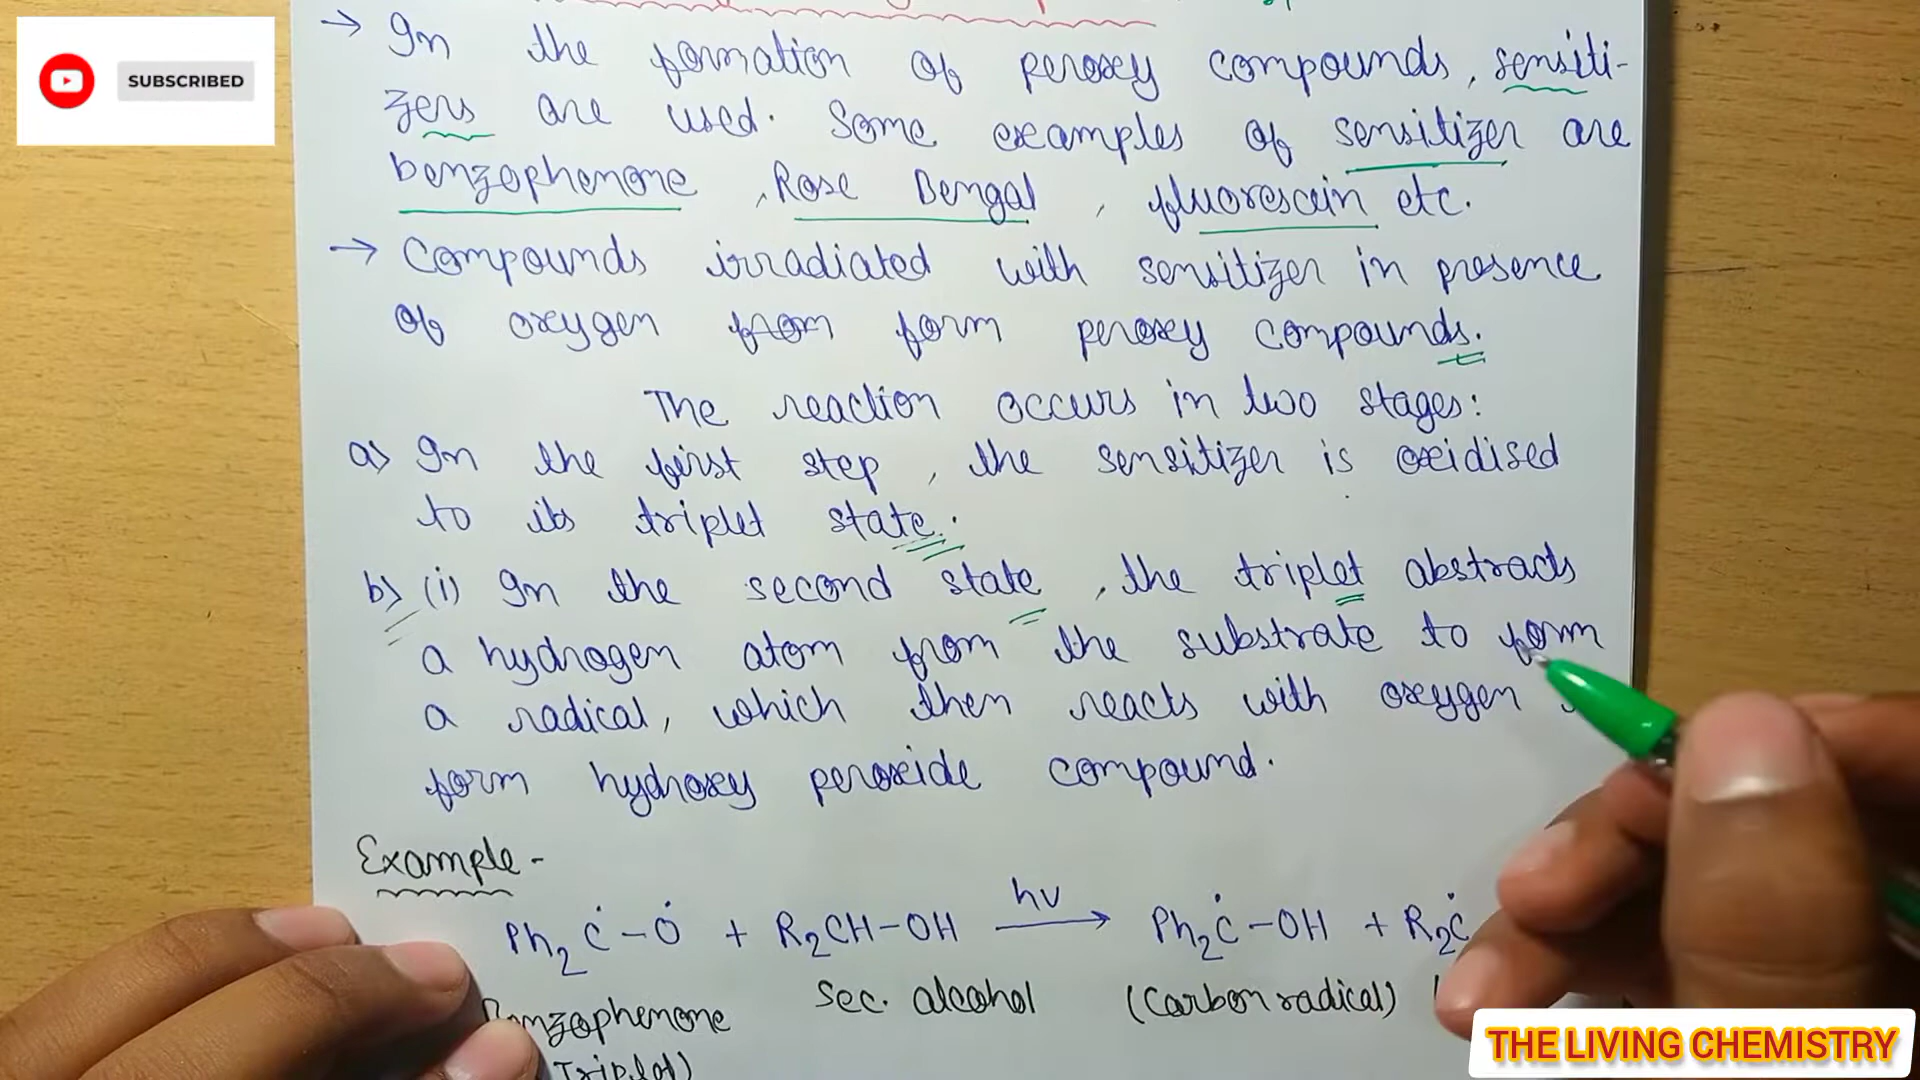 SUBSCRIBED
→ In the formation of peroxy compounds, sensiti-
zers are used. Some examples of sensitizer are
benzophenone, Rose Bengal, fluorescein etc.
→ Compounds irradiated with sensitizer in presence
of oxygen from form peroxy compounds.
The reaction occurs in two stages:
a) In the first step, the sensitizer is oxidised
to its triplet state.
b) (i) In the second state, the triplet abstracts
a hydrogen atom from the substrate to form
a radical, which then reacts with oxygen
form hydroxy peroxide compound.
Example -
Ph₂Ċ-Ȯ + R₂CH-OH hν → Ph₂Ċ-OH + R₂Ċ
Benzophenone sec. alcohol (Carbon radical)
Triplet)
THE LIVING CHEMISTRY